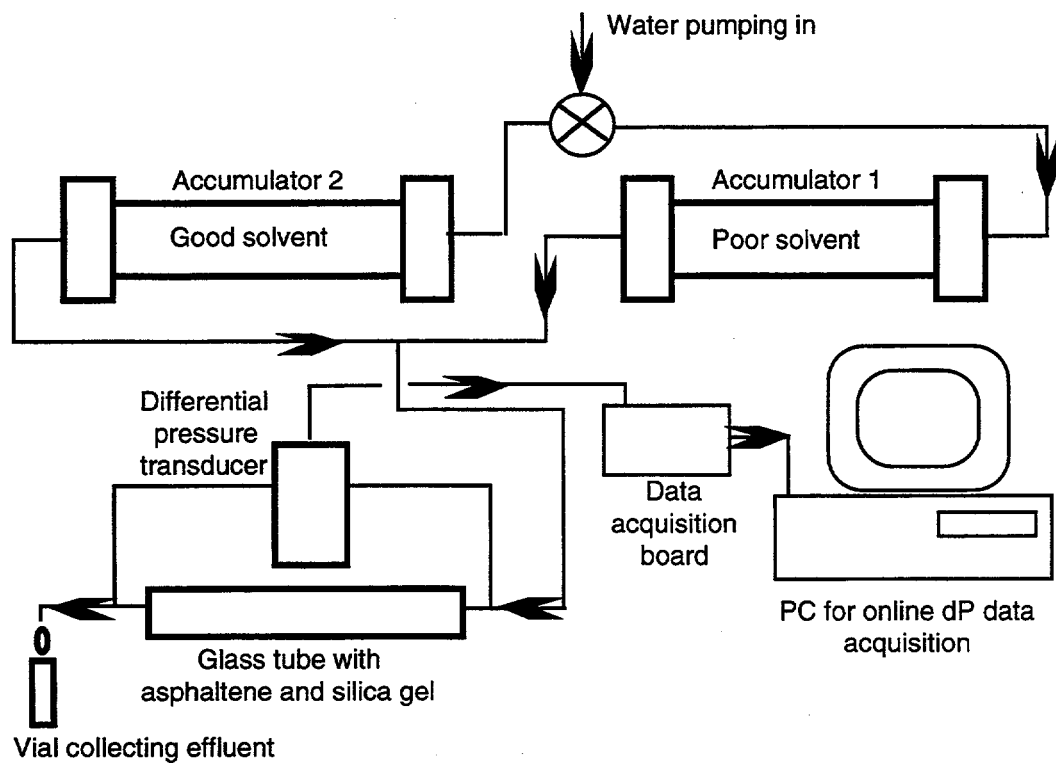 Water pumping in
Accumulator 2
Accumulator 1
Good solvent
Poor solvent
Differential
pressure
transducer
Data
acquisition
board
PC for online dP data
acquisition
Glass tube with
asphaltene and silica gel
Vial collecting effluent